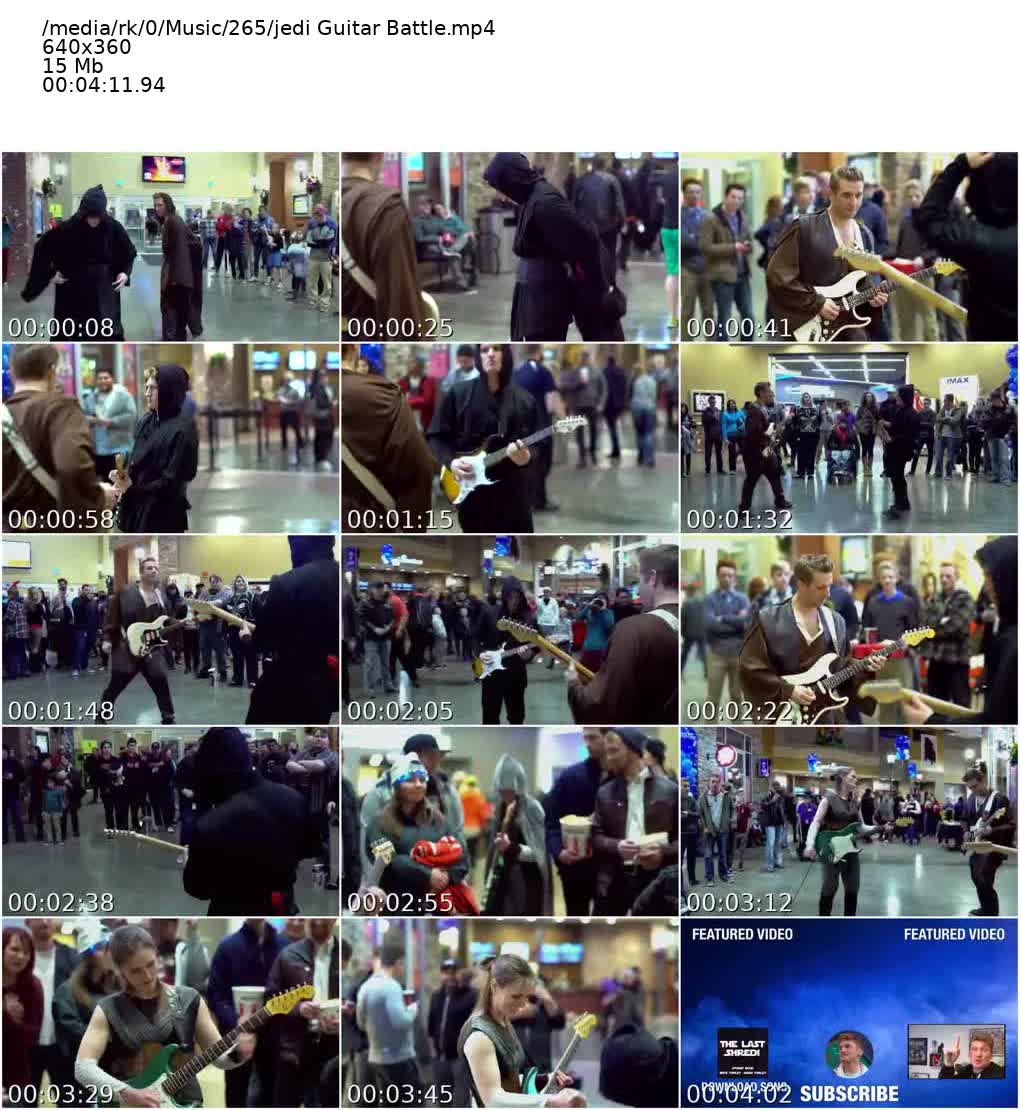 /media/rk/0/Music/265/jedi Guitar Battle.mp4
640x360
15 Mb
00:04:11.94
00:00:08
00:00:25
00:00:41
00:00:58
00:01:15
IMAX
00:01:32
00:01:48
00:02:05
00:02:22
00:02:38
00:02:55
00:03:12
00:03:29
00:03:45
FEATURED VIDEO
FEATURED VIDEO
THE LAST
SHREDI
DOWNLOAD SONG
SUBSCRIBE
00:04:02